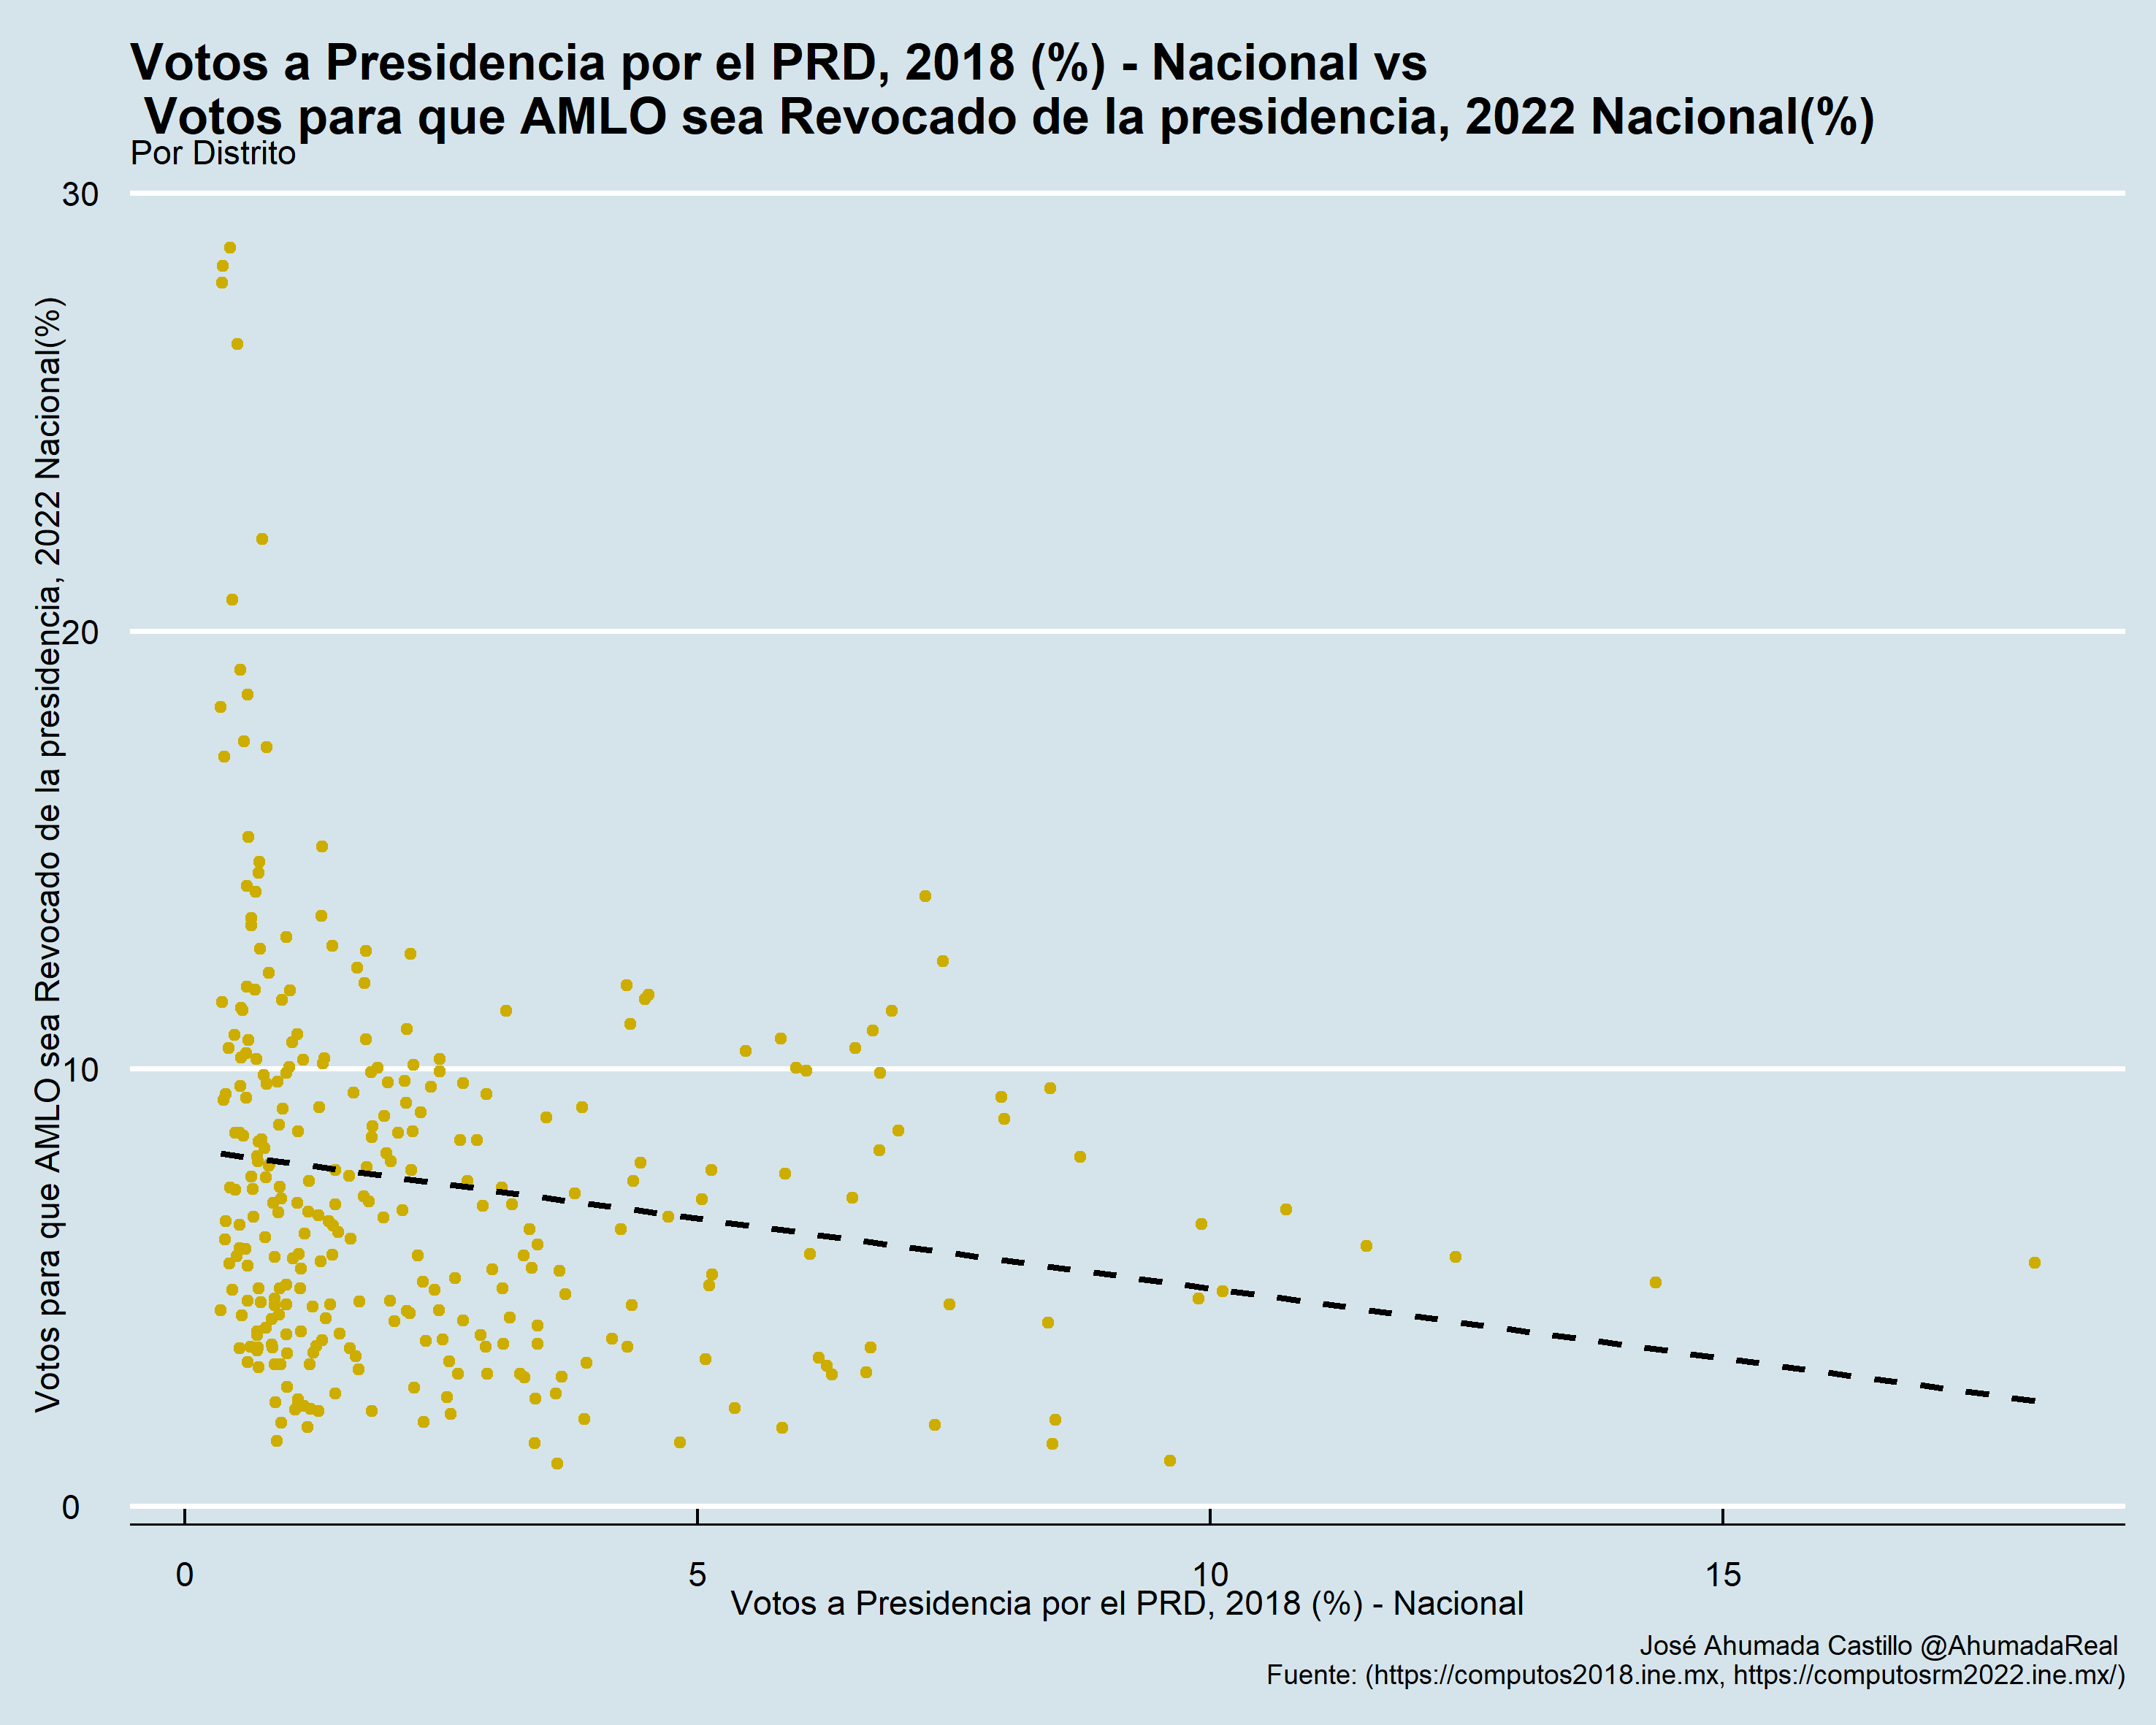 Votos a Presidencia por el PRD, 2018 (%) - Nacional vs
Votos para que AMLO sea Revocado de la presidencia, 2022 Nacional(%)
Por Distrito
Votos para que AMLO sea Revocado de la presidencia, 2022 Nacional(%)
30
20
10
0
0 5 10 15
Votos a Presidencia por el PRD, 2018 (%) - Nacional
José Ahumada Castillo @AhumadaReal
Fuente: (https://computos2018.ine.mx, https://computosrm2022.ine.mx/)